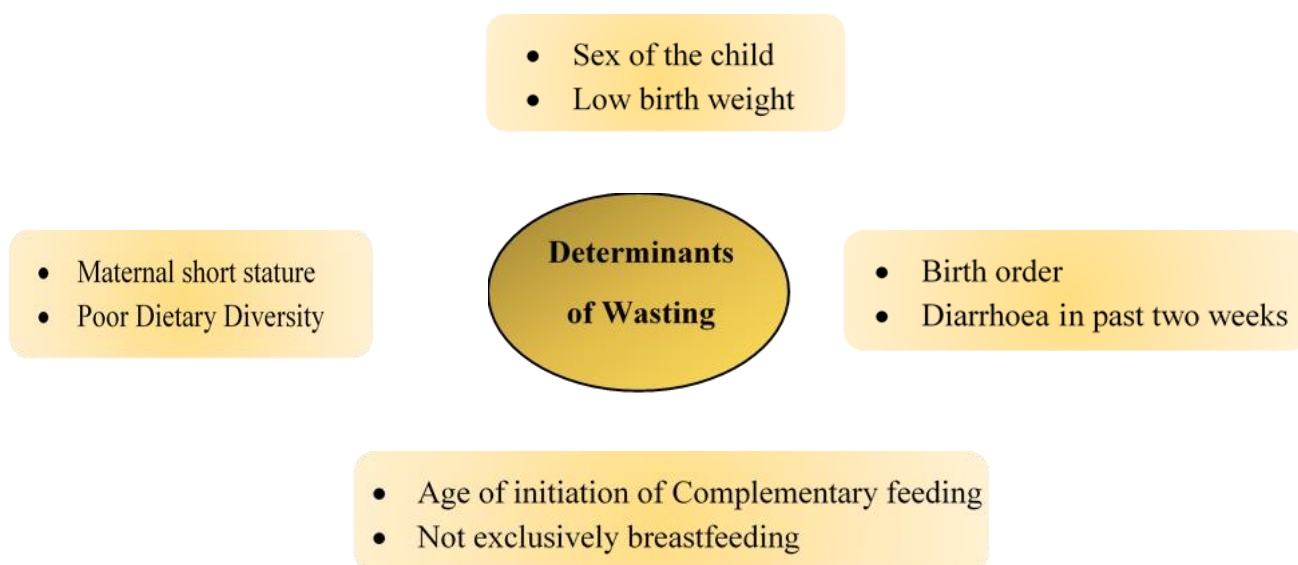 • Sex of the child
• Low birth weight
• Maternal short stature
• Poor Dietary Diversity
Determinants
of Wasting
• Birth order
• Diarrhoea in past two weeks
• Age of initiation of Complementary feeding
• Not exclusively breastfeeding